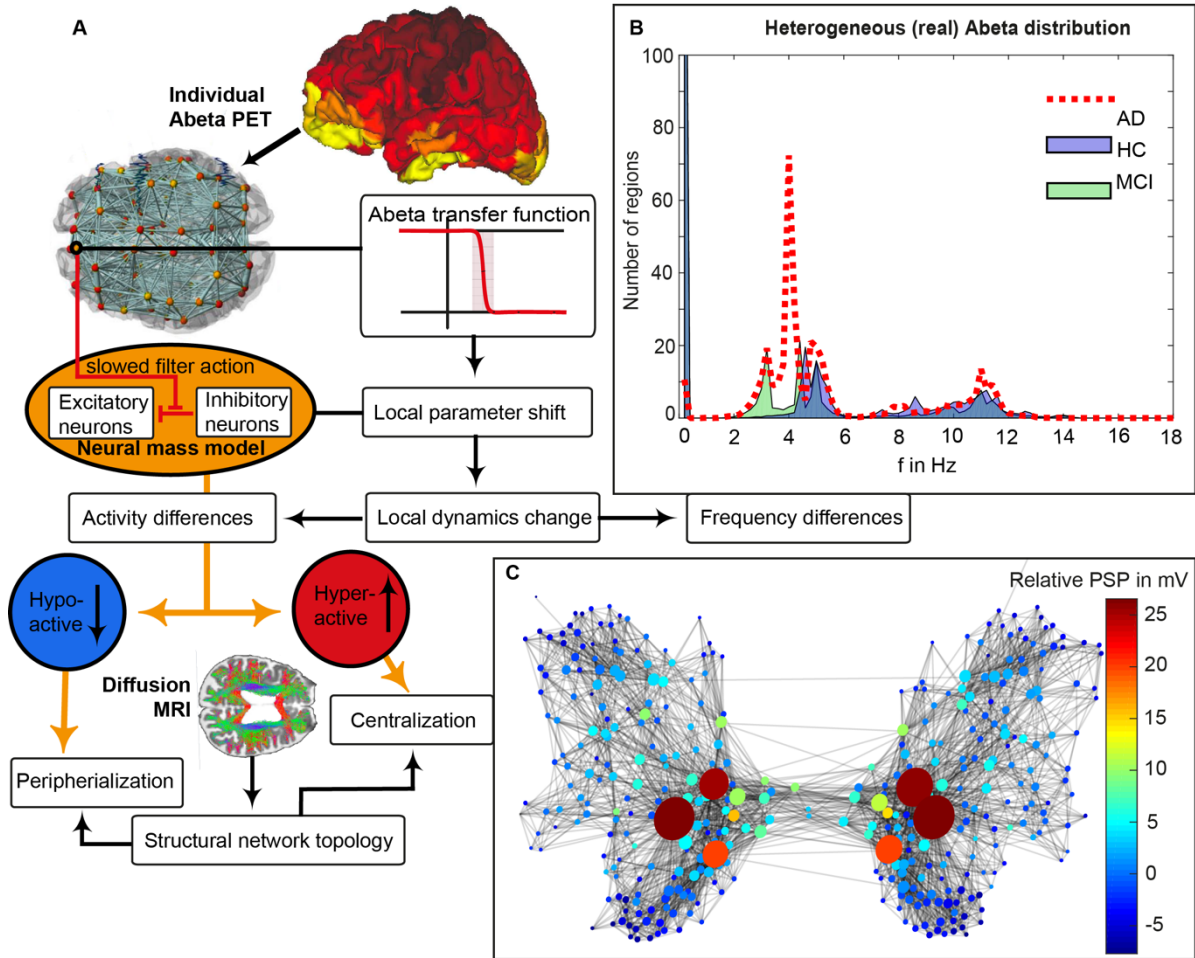 A
Individual
Abeta PET
Abeta transfer function
slowed filter action
Excitatory
neurons
Inhibitory
neurons
Neural mass model
Local parameter shift
Activity differences
Local dynamics change
Frequency differences
Hypo-
active
Hyper-
active
Diffusion
MRI
Centralization
Peripherialization
Structural network topology
B
Heterogeneous (real) Abeta distribution
Number of regions
100
80
60
40
20
0
0 2 4 6 8 10 12 14 16 18
f in Hz
AD
HC
MCI
C
Relative PSP in mV
25
20
15
10
5
0
-5